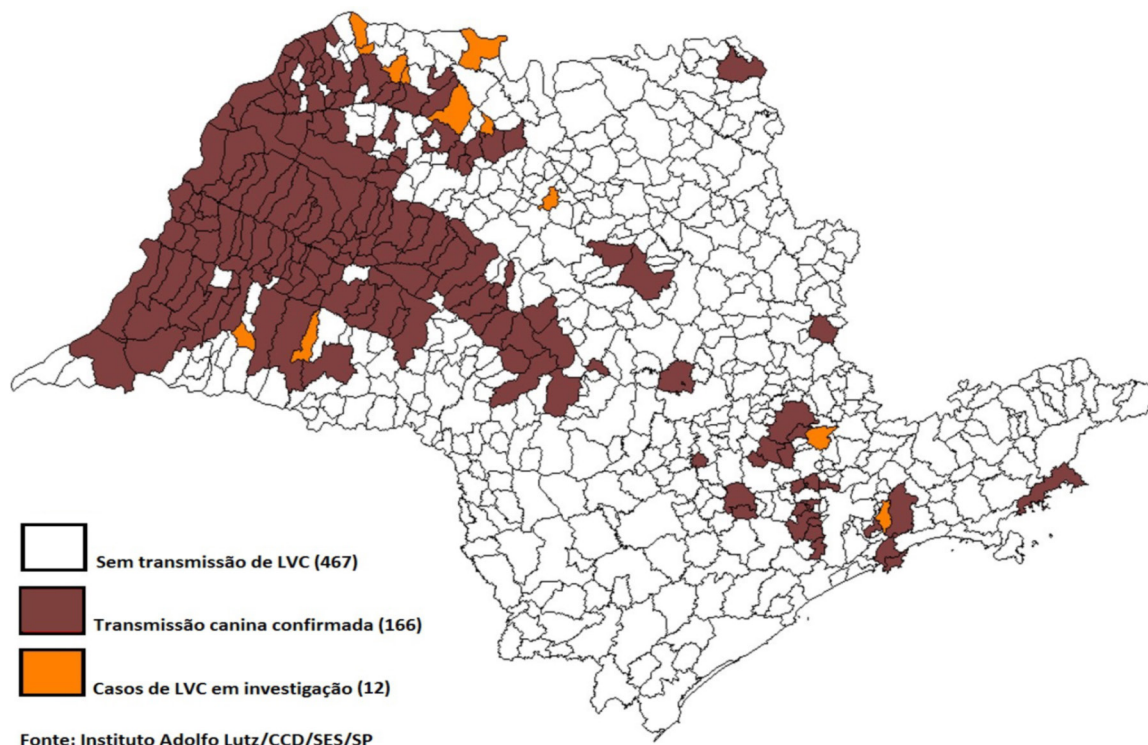 Sem transmissão de LVC (467)
Transmissão canina confirmada (166)
Casos de LVC em investigação (12)
Fonte: Instituto Adolfo Lutz/CCD/SES/SP